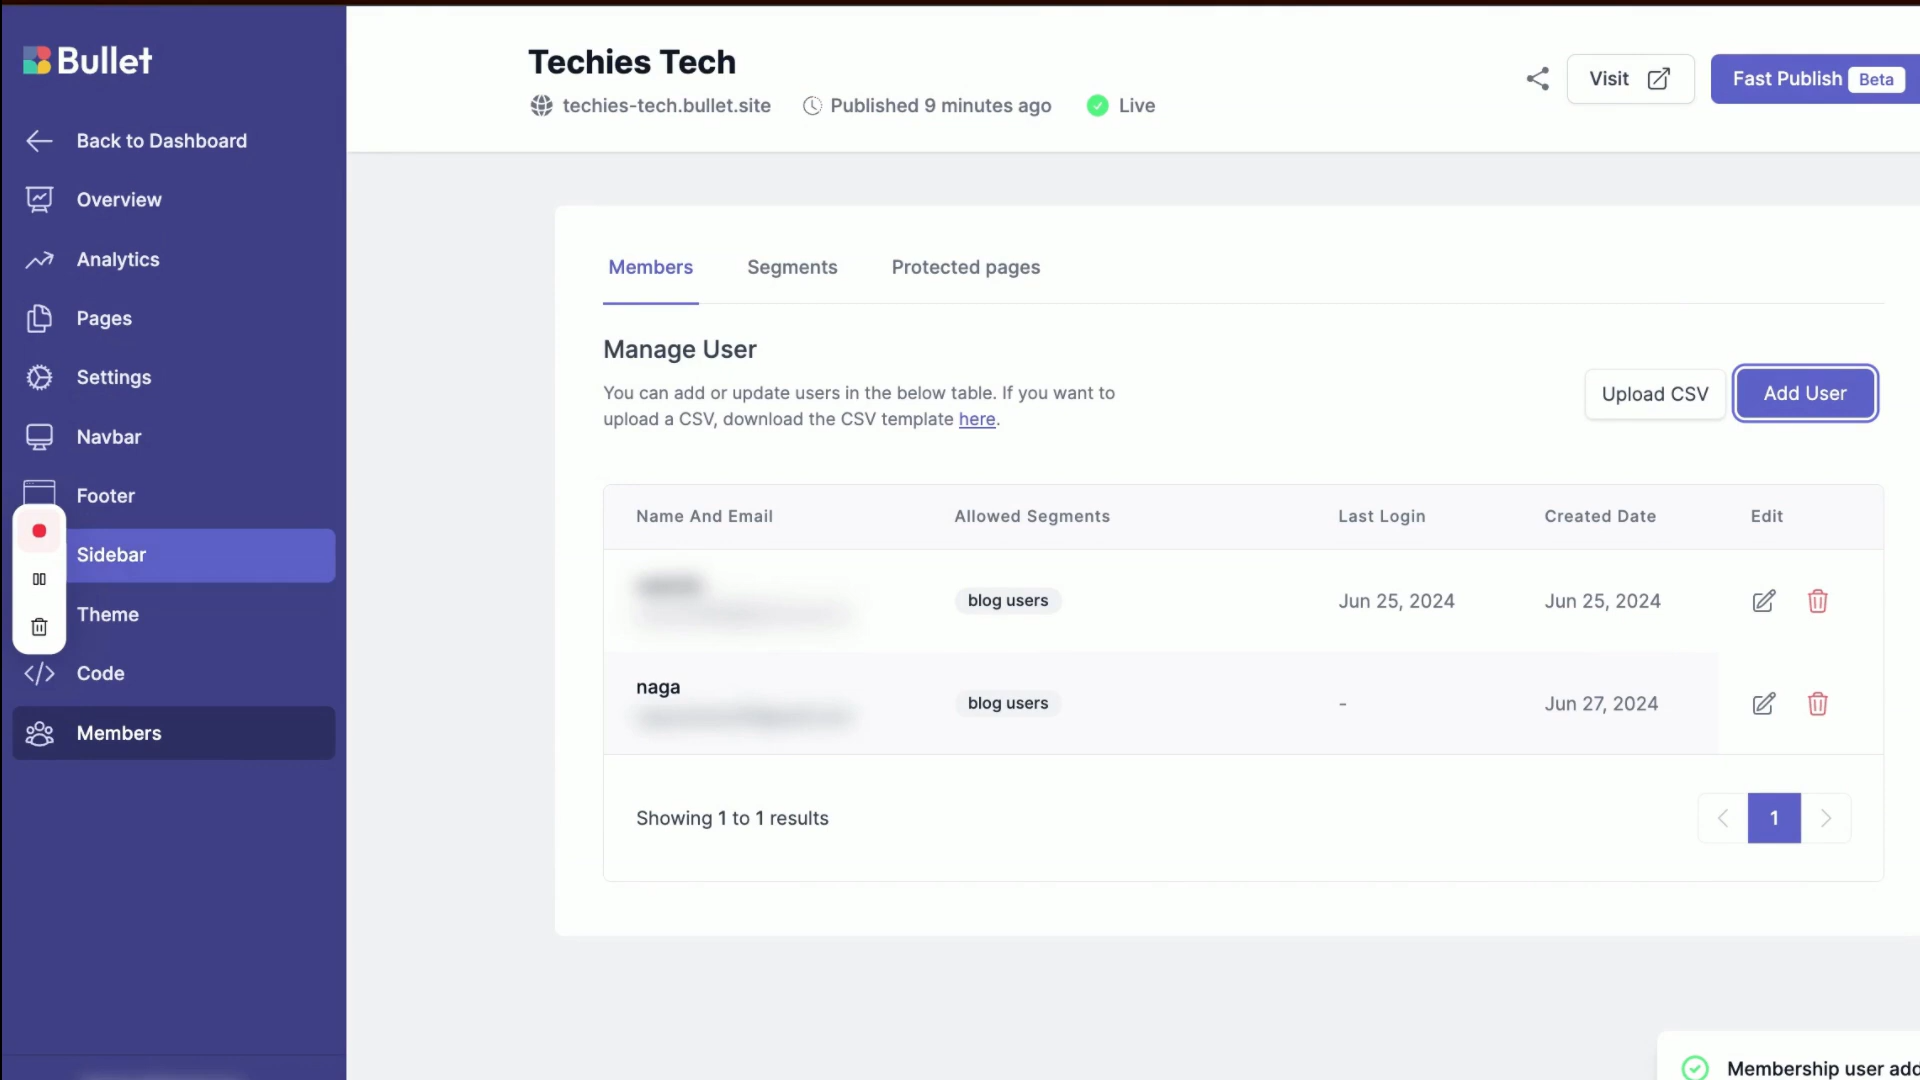 Bullet
Back to Dashboard
Overview
Analytics
Pages
Settings
Navbar
Footer
Sidebar
Theme
Code
Members
Techies Tech
techies-tech.bullet.site
Published 9 minutes ago
Live
Visit
Fast Publish Beta
Members
Segments
Protected pages
Manage User
You can add or update users in the below table. If you want to
upload a CSV, download the CSV template here.
Upload CSV
Add User
Name And Email
Allowed Segments
Last Login
Created Date
Edit
blog users
Jun 25, 2024
Jun 25, 2024
naga
blog users
-
Jun 27, 2024
Showing 1 to 1 results
1
Membership user add